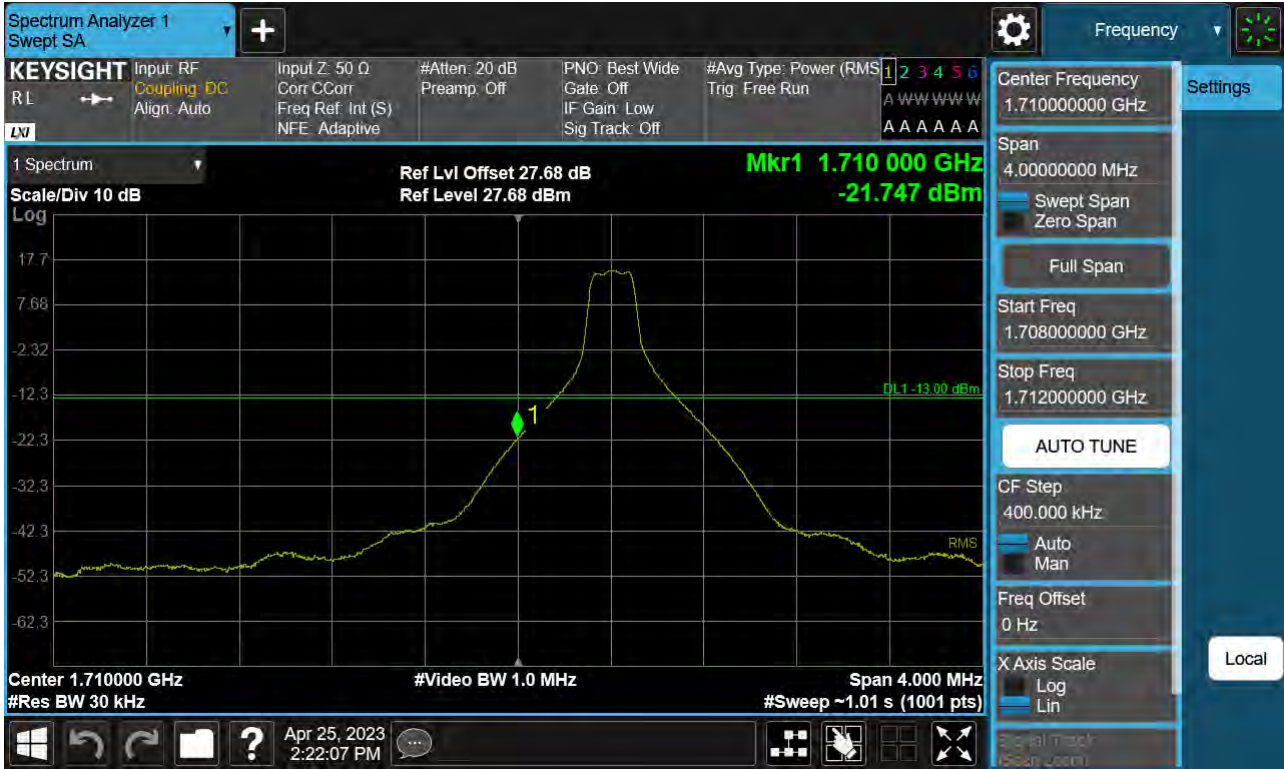 Spectrum Analyzer 1
Swept SA
Frequency
KEYSIGHT
RL
LXI
Input: RF
Coupling: DC
Align: Auto
Input Z: 50 Ω
Corr CCorr
Freq Ref: Int (S)
NFE: Adaptive
#Atten: 20 dB
Preamp: Off
PNO: Best Wide
Gate: Off
IF Gain: Low
Sig Track: Off
#Avg Type: Power (RMS
Trig: Free Run
1 2 3 4 5 6
A W W W W W
A A A A A A
1 Spectrum
Scale/Div 10 dB
Log
Ref Lvl Offset 27.68 dB
Ref Level 27.68 dBm
Mkr1 1.710 000 GHz
-21.747 dBm
17.7
7.68
-2.32
-12.3
-22.3
-32.3
-42.3
-52.3
-62.3
DL1 -13.00 dBm
1
RMS
Center 1.710000 GHz
#Res BW 30 kHz
#Video BW 1.0 MHz
Span 4.000 MHz
#Sweep ~1.01 s (1001 pts)
Center Frequency
1.710000000 GHz
Settings
Span
4.00000000 MHz
Swept Span
Zero Span
Full Span
Start Freq
1.708000000 GHz
Stop Freq
1.712000000 GHz
AUTO TUNE
CF Step
400.000 kHz
Auto
Man
Freq Offset
0 Hz
X Axis Scale
Log
Lin
Local
Signal Track
(Span Zoom)
?
Apr 25, 2023
2:22:07 PM